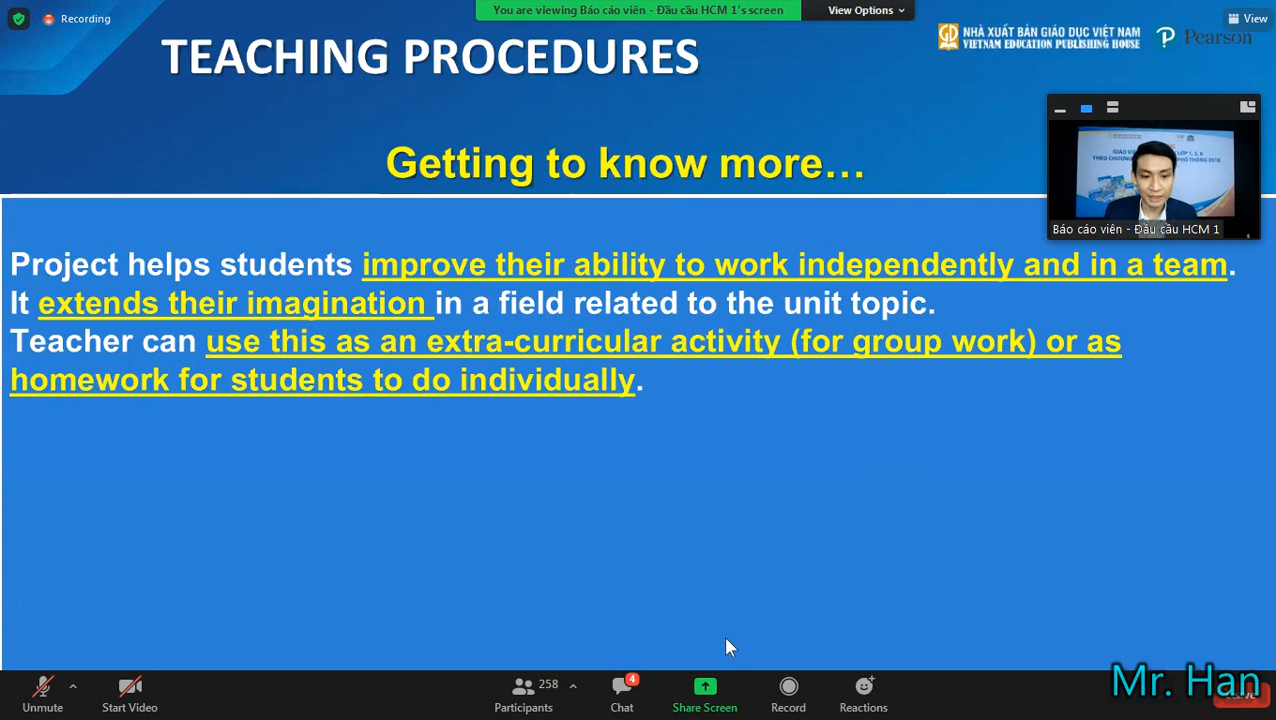 Recording
You are viewing Báo cáo viên - Đầu cầu HCM 1's screen
View Options
View
TEACHING PROCEDURES
NHÀ XUẤT BẢN GIÁO DỤC VIỆT NAM
VIETNAM EDUCATION PUBLISHING HOUSE
Pearson
Getting to know more…
Báo cáo viên - Đầu cầu HCM 1
Project helps students improve their ability to work independently and in a team.
It extends their imagination in a field related to the unit topic.
Teacher can use this as an extra-curricular activity (for group work) or as
homework for students to do individually.
Unmute
Start Video
258
Participants
4
Chat
Share Screen
Record
Reactions
Mr. Han